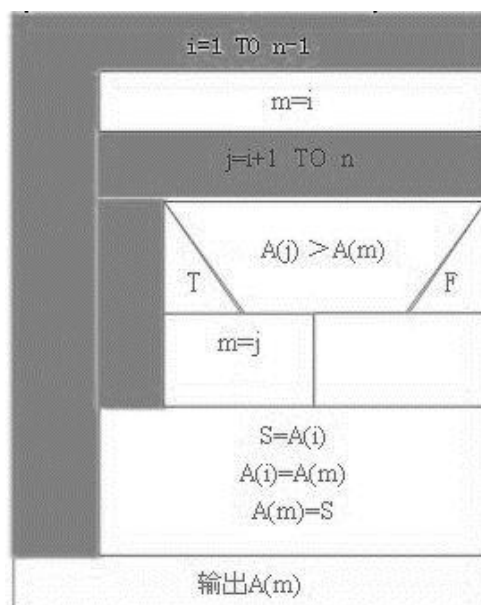 i=1 TO n-1
m=i
j=i+1 TO n
A(j) >A(m)
T
F
m=j
S=A(i)
A(i)=A(m)
A(m)=S
输出A(m)